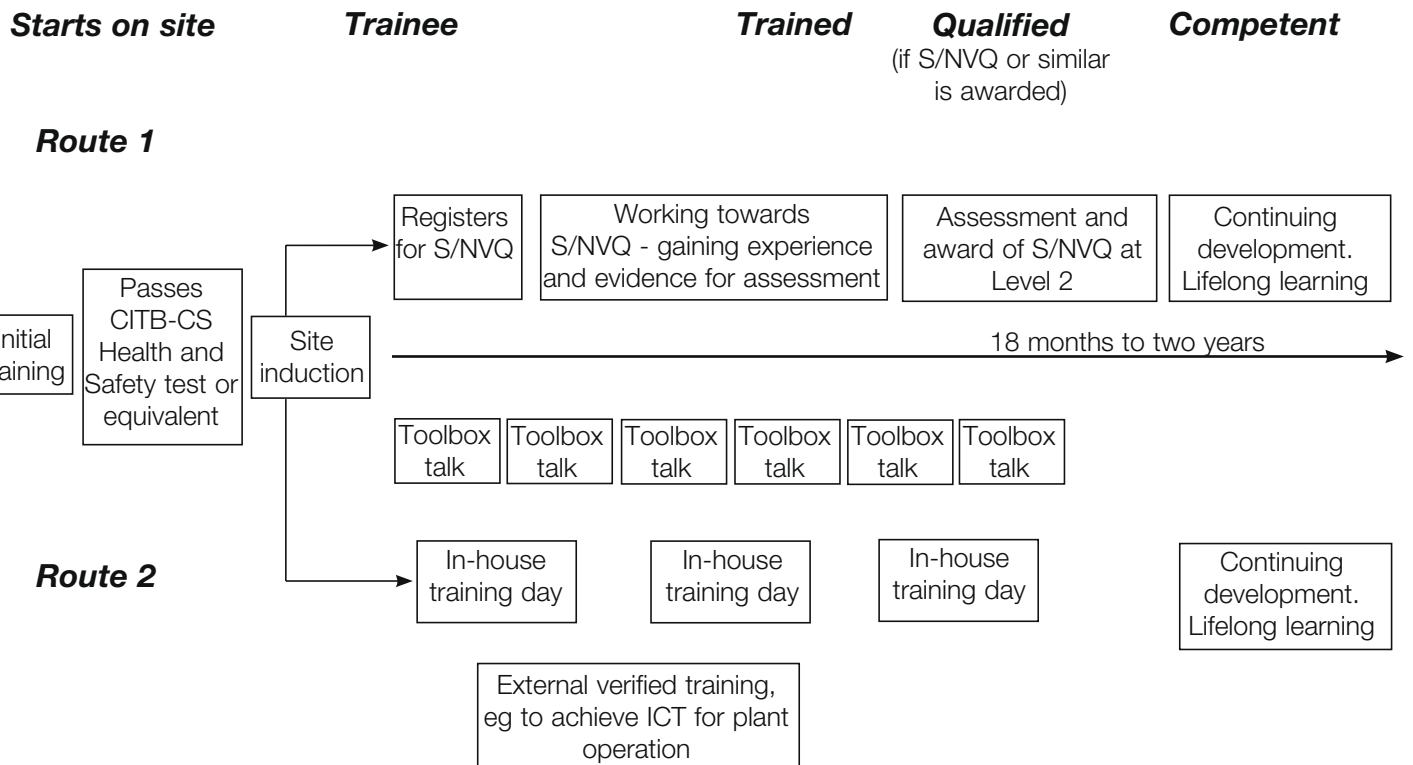 Starts on site
Trainee
Trained
Qualified
(if S/NVQ or similar
is awarded)
Competent
Route 1
Registers
for S/NVQ
Working towards
S/NVQ - gaining experience
and evidence for assessment
Assessment and
award of S/NVQ at
Level 2
Continuing
development.
Lifelong learning
nitial
aining
Passes
CITB-CS
Health and
Safety test or
equivalent
Site
induction
18 months to two years
Toolbox
talk
Toolbox
talk
Toolbox
talk
Toolbox
talk
Toolbox
talk
Toolbox
talk
Route 2
In-house
training day
In-house
training day
In-house
training day
Continuing
development.
Lifelong learning
External verified training,
eg to achieve ICT for plant
operation